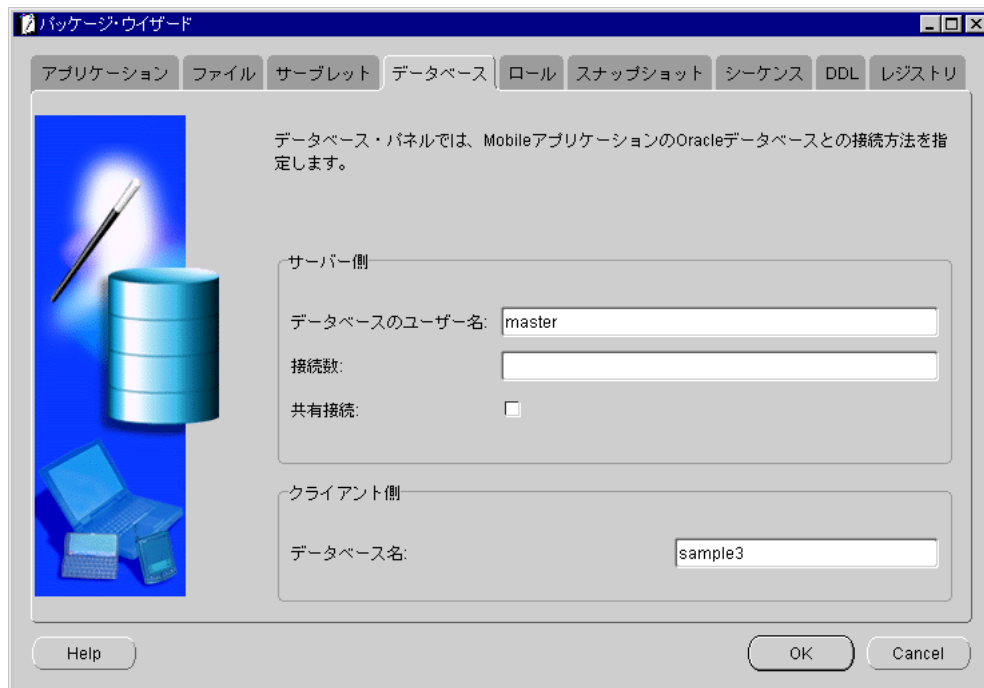 パッケージ・ウイザード
アプリケーション ファイル サーブレット データベース ロール スナップショット シーケンス DDL レジストリ
データベース・パネルでは、MobileアプリケーションのOracleデータベースとの接続方法を指
定します。
サーバー側
データベースのユーザー名: master
接続数:
共有接続:
クライアント側
データベース名: sample3
Help OK Cancel